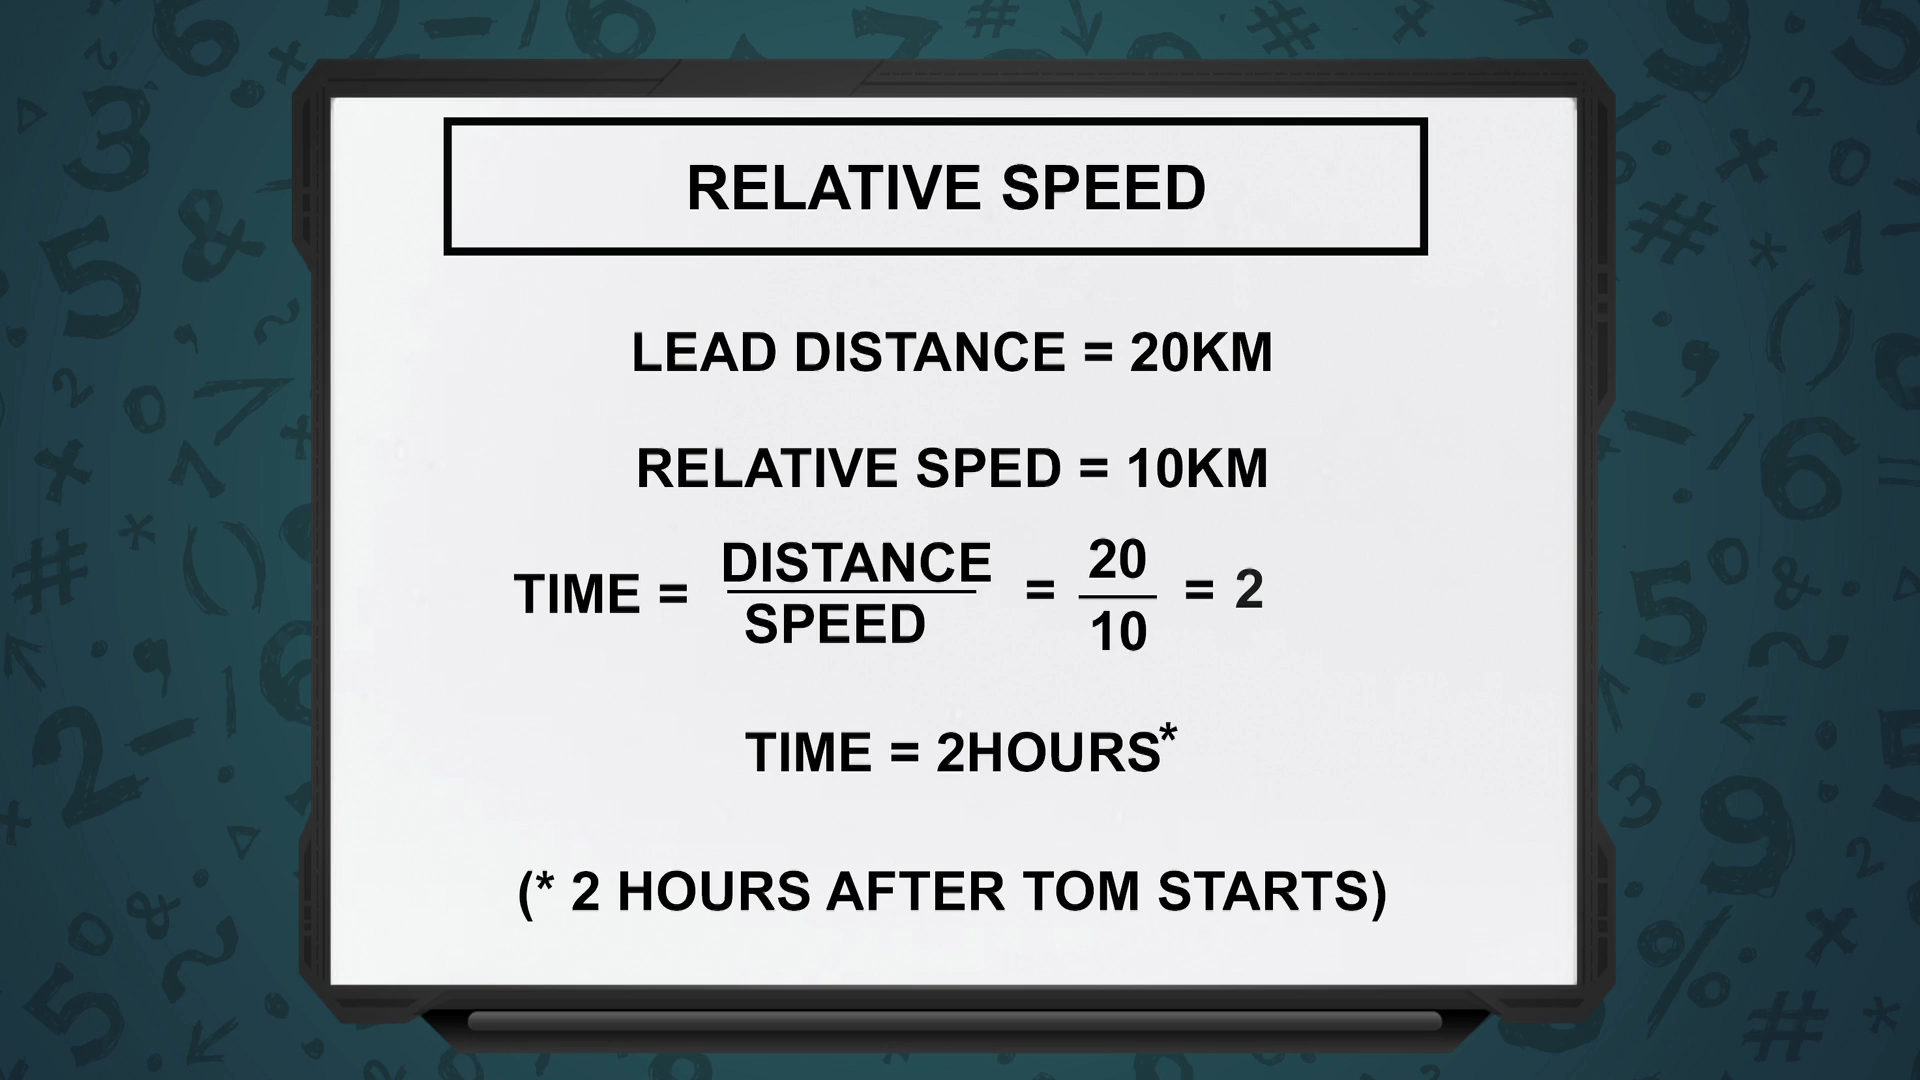 RELATIVE SPEED
LEAD DISTANCE = 20KM
RELATIVE SPED = 10KM
TIME = DISTANCE / SPEED = 20 / 10 = 2
TIME = 2HOURS*
(* 2 HOURS AFTER TOM STARTS)